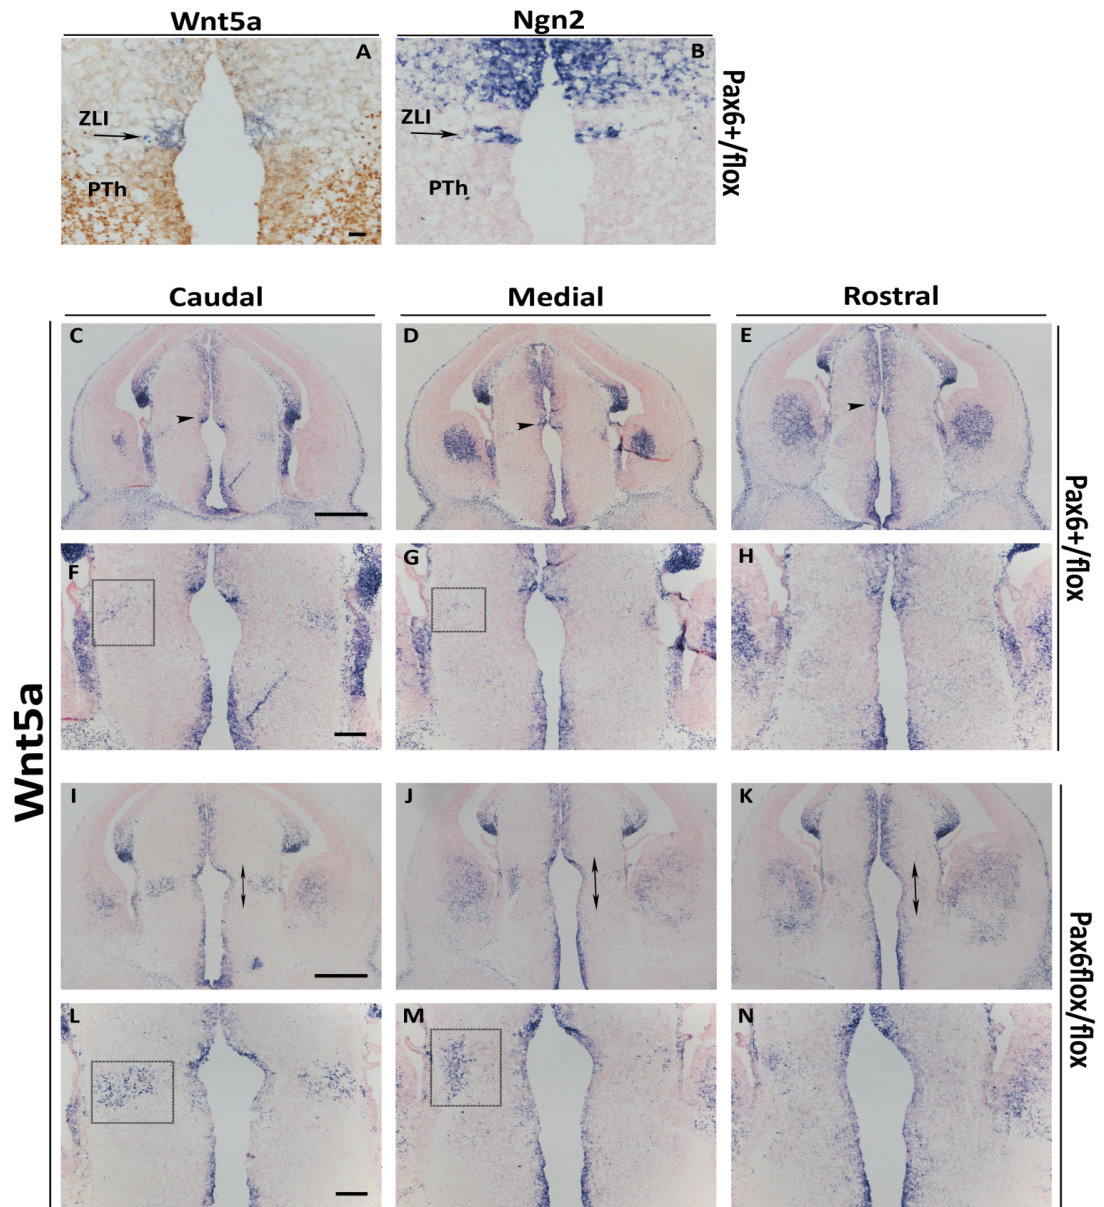 Wnt5a
Ngn2
A
B
ZLI
ZLI
PTh
PTh
Pax6+/flox
Caudal
Medial
Rostral
C
D
E
F
G
H
Pax6+/flox
Wnt5a
I
J
K
L
M
N
Pax6flox/flox